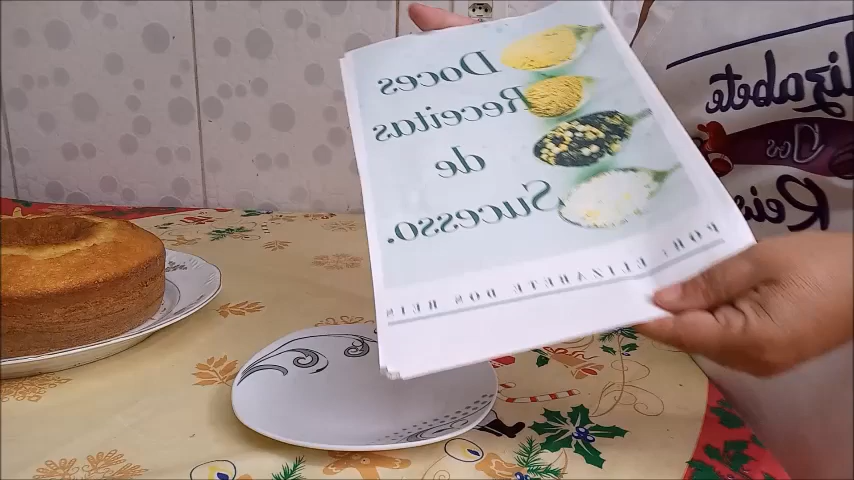 Doces
Receitas
de
Sucesso.
POR: ELIZABETE DOS REIS
Elizabete
Dos
Reis